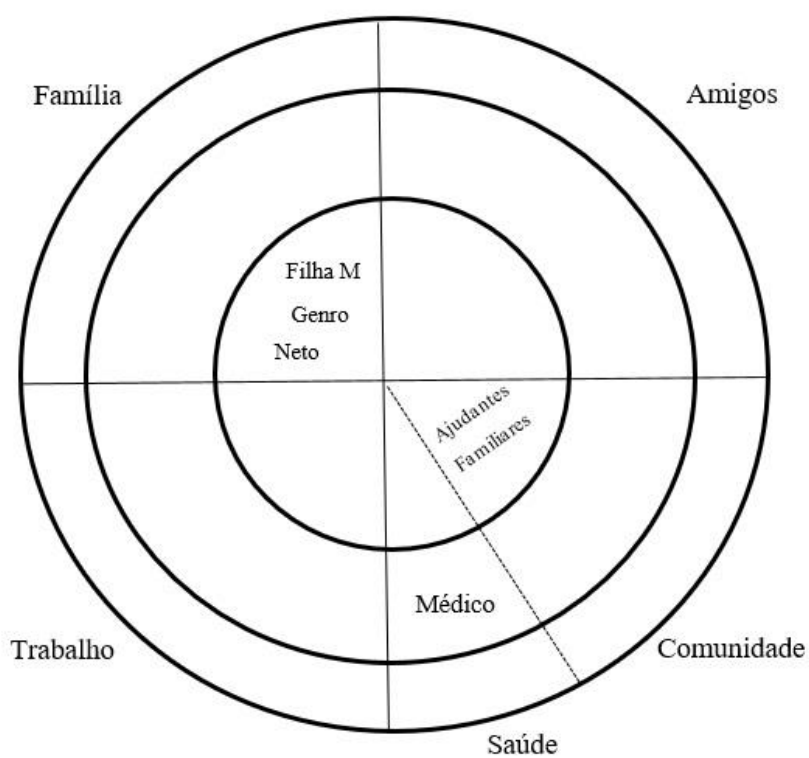 Família
Amigos
Filha M
Genro
Neto
Ajudantes
Familiares
Médico
Trabalho
Comunidade
Saúde